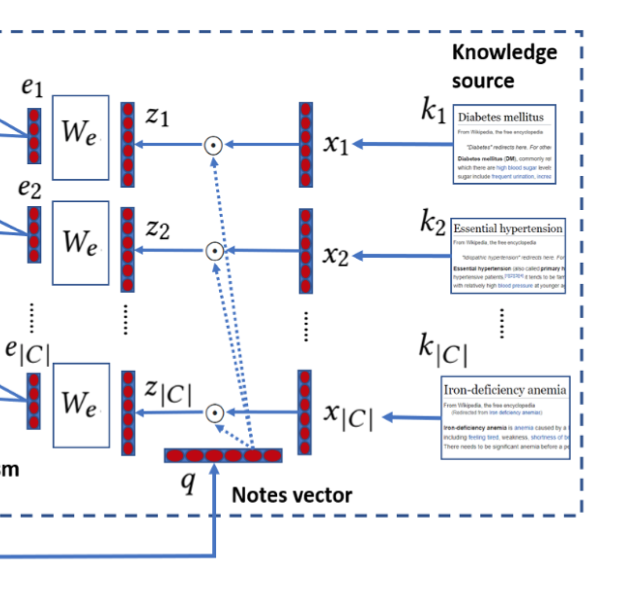 Knowledge
source
e1
We
z1
⊙
x1
k1
Diabetes mellitus
From Wikipedia, the free encyclopedia
"Diabetes" redirects here. For other
Diabetes mellitus (DM), commonly re
which there are high blood sugar levels
sugar include frequent urination, increa
e2
We
z2
⊙
x2
k2
Essential hypertension
From Wikipedia, the free encyclopedia
"Idiopathic hypertension" redirects here. For
Essential hypertension (also called primary h
hypertension patients, it tends to be fam
with relatively high blood pressure at younger a
e|C|
We
z|C|
⊙
x|C|
k|C|
Iron-deficiency anemia
From Wikipedia, the free encyclopedia
(Redirected from Iron deficiency anemias)
Iron-deficiency anemia is anemia caused by a l
including feeling tired, weakness, shortness of b
There needs to be significant anemia before a pe
sm
q
Notes vector